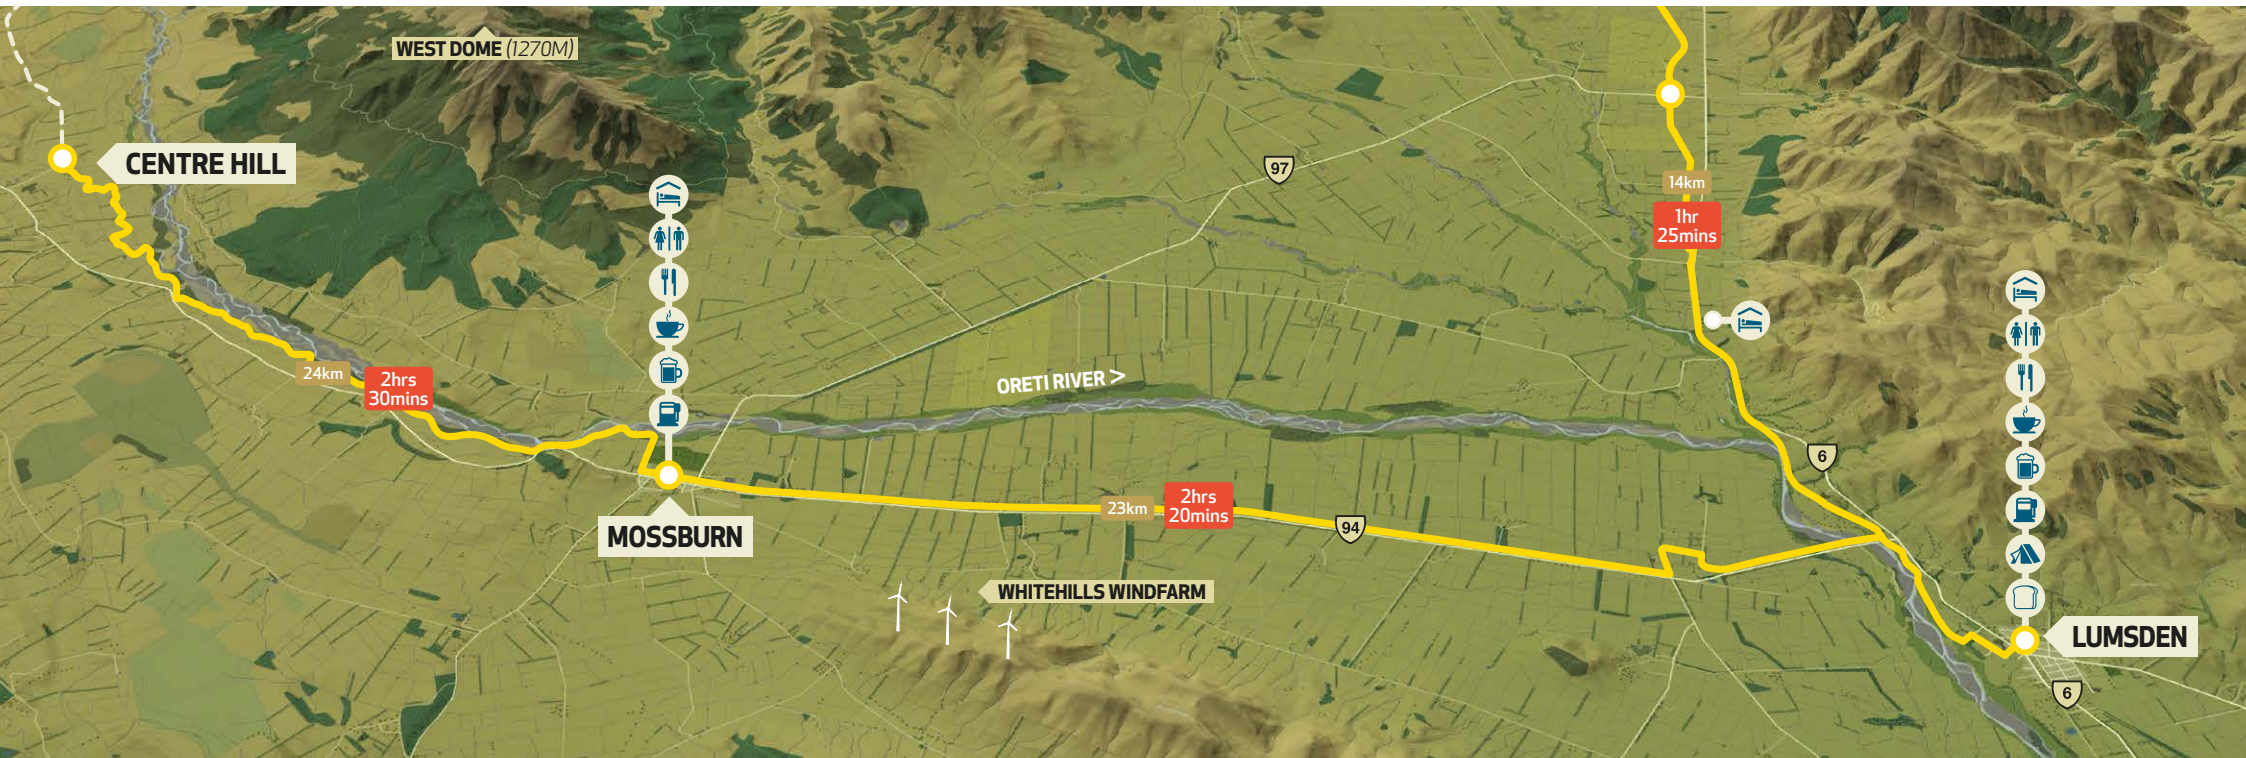 WEST DOME (1270M)
CENTRE HILL
97
14km
1hr
25mins
24km
2hrs
30mins
ORETI RIVER >
6
MOSSBURN
23km
2hrs
20mins
94
WHITEHILLS WINDFARM
LUMSDEN
6